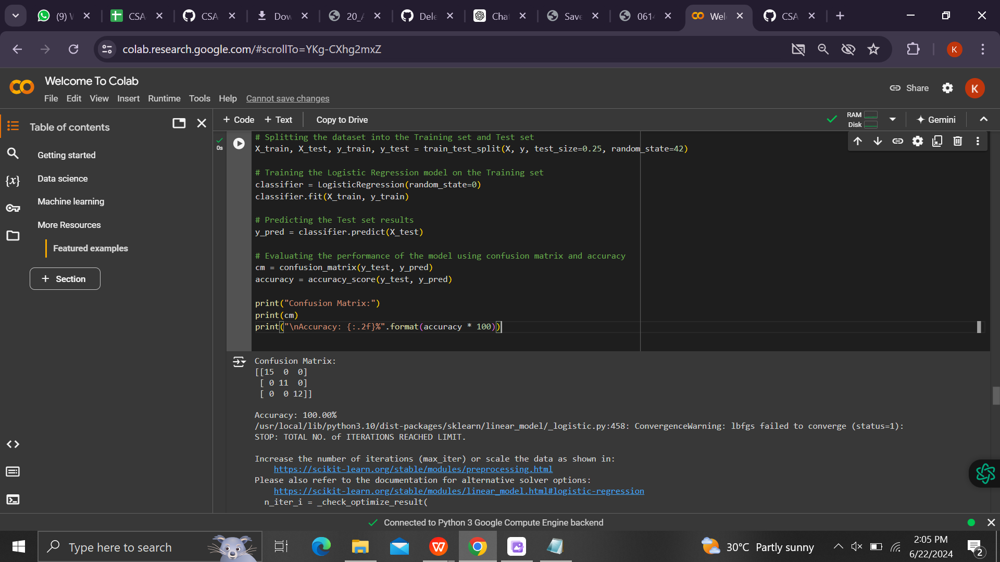 (9) W
CSA
CSA
Dow
20_A
Dele
Cha
Save
061
Wel
CSA
colab.research.google.com/#scrollTo=YKg-CXhg2mxZ
K
Welcome To Colab
File Edit View Insert Runtime Tools Help Cannot save changes
Share
K
Table of contents
+ Code + Text Copy to Drive
RAM
Disk
Gemini
Getting started
Data science
Machine learning
More Resources
Featured examples
+ Section
{x}
0s
# Splitting the dataset into the Training set and Test set
X_train, X_test, y_train, y_test = train_test_split(X, y, test_size=0.25, random_state=42)
# Training the Logistic Regression model on the Training set
classifier = LogisticRegression(random_state=0)
classifier.fit(X_train, y_train)
# Predicting the Test set results
y_pred = classifier.predict(X_test)
# Evaluating the performance of the model using confusion matrix and accuracy
cm = confusion_matrix(y_test, y_pred)
accuracy = accuracy_score(y_test, y_pred)
print("Confusion Matrix:")
print(cm)
print("\nAccuracy: {:.2f}%".format(accuracy * 100))
Confusion Matrix:
[[15 0 0]
[ 0 11 0]
[ 0 0 12]]
Accuracy: 100.00%
/usr/local/lib/python3.10/dist-packages/sklearn/linear_model/_logistic.py:458: ConvergenceWarning: lbfgs failed to converge (status=1):
STOP: TOTAL NO. of ITERATIONS REACHED LIMIT.
Increase the number of iterations (max_iter) or scale the data as shown in:
https://scikit-learn.org/stable/modules/preprocessing.html
Please also refer to the documentation for alternative solver options:
https://scikit-learn.org/stable/modules/linear_model.html#logistic-regression
n_iter_i = _check_optimize_result(
Connected to Python 3 Google Compute Engine backend
Type here to search
30°C Partly sunny
2:05 PM
6/22/2024
2